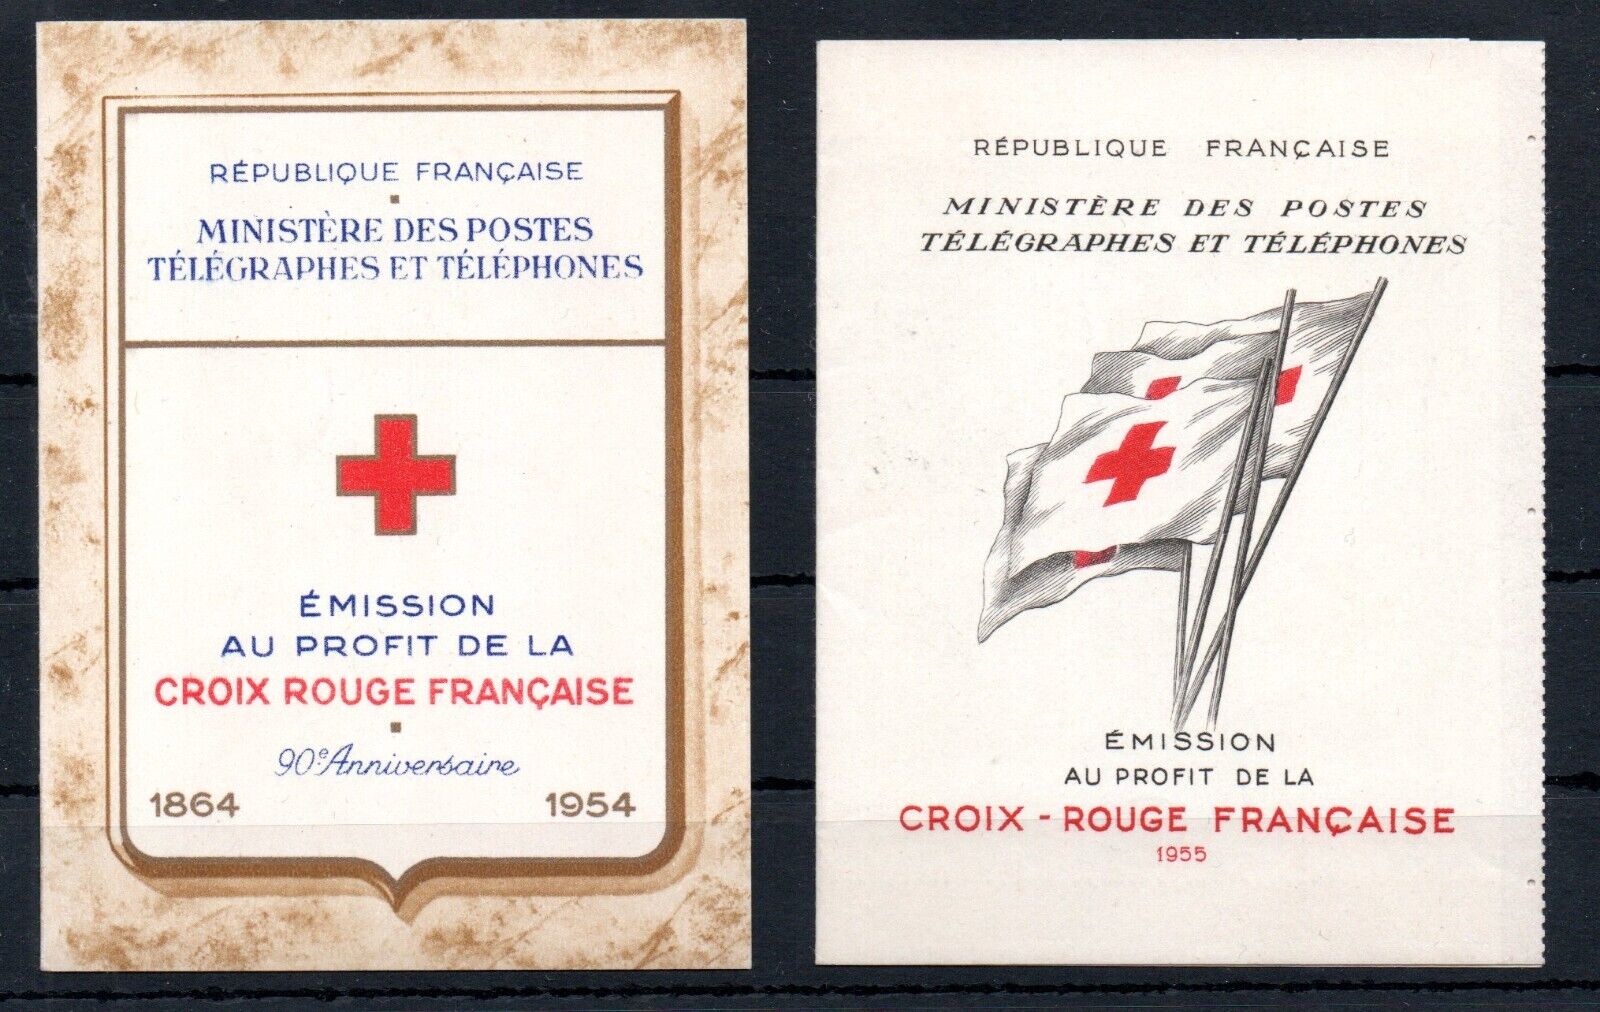 RÉPUBLIQUE FRANÇAISE
MINISTÈRE DES POSTES
TÉLÉGRAPHES ET TÉLÉPHONES
ÉMISSION
AU PROFIT DE LA
CROIX ROUGE FRANÇAISE
90e Anniversaire
1864 1954
RÉPUBLIQUE FRANÇAISE
MINISTÈRE DES POSTES
TÉLÉGRAPHES ET TÉLÉPHONES
ÉMISSION
AU PROFIT DE LA
CROIX - ROUGE FRANÇAISE
1955